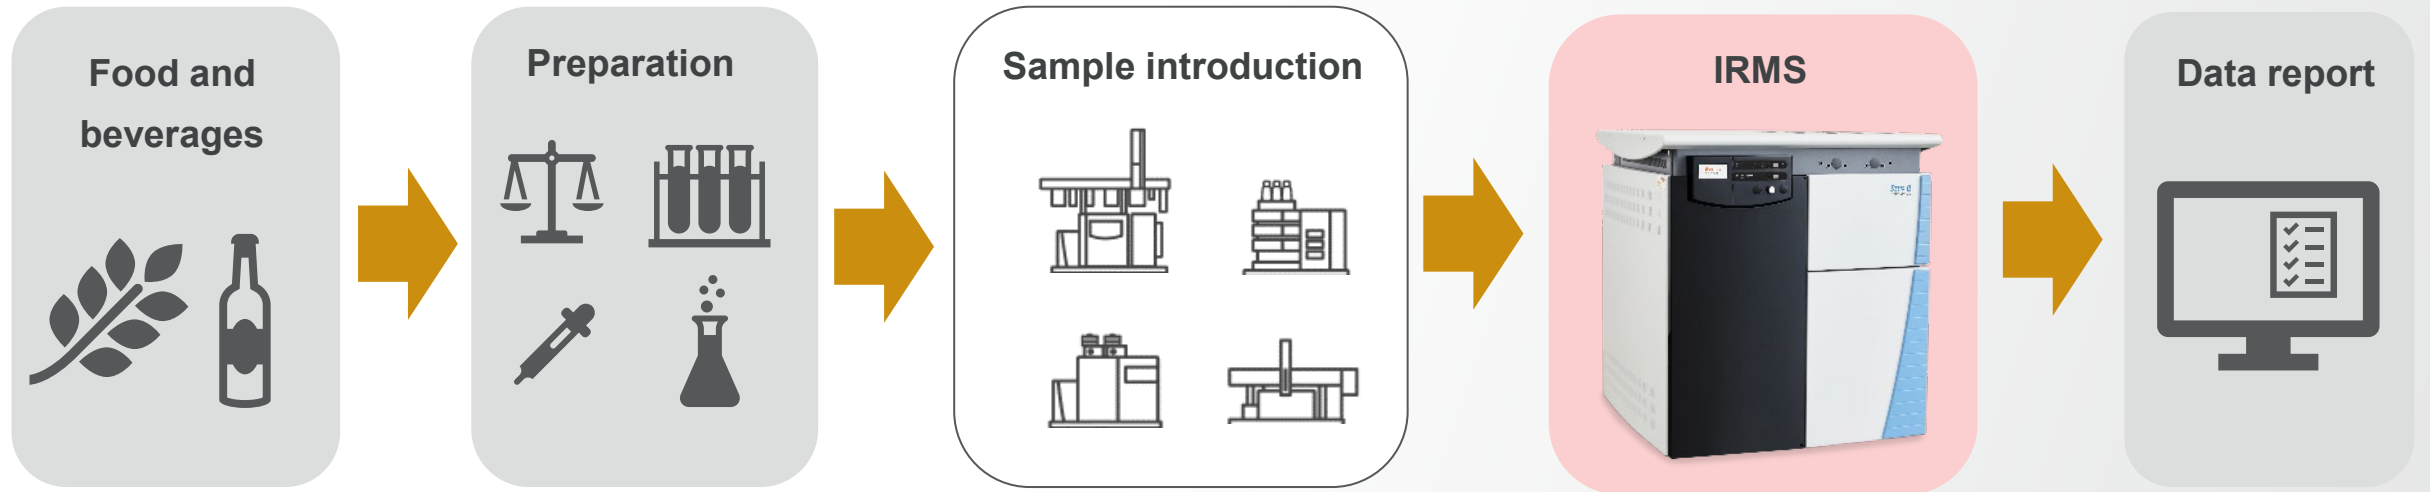 Food and
beverages
Preparation
Sample introduction
IRMS
Data report